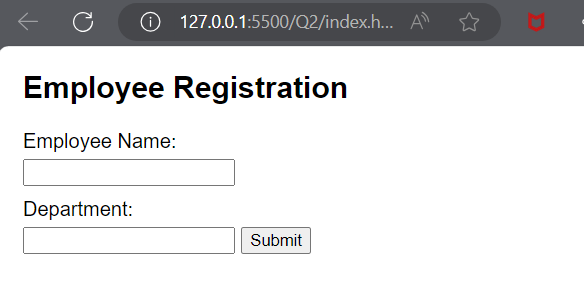 127.0.0.1:5500/Q2/index.h...
Employee Registration
Employee Name:
Department:
Submit